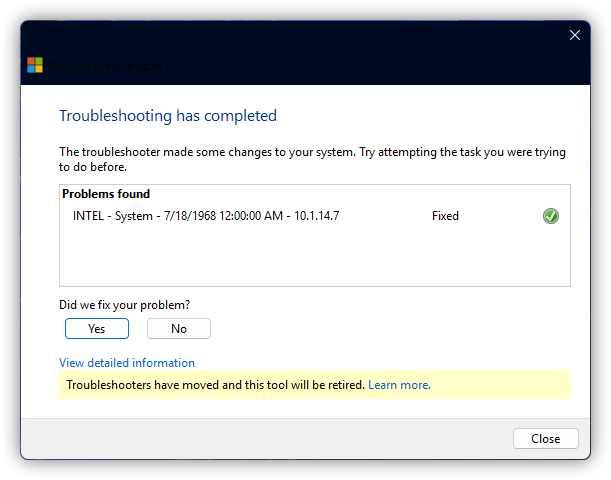 Show or hide updates
Troubleshooting has completed
The troubleshooter made some changes to your system. Try attempting the task you were trying
to do before.
Problems found
INTEL - System - 7/18/1968 12:00:00 AM - 10.1.14.7 Fixed
Did we fix your problem?
Yes No
View detailed information
Troubleshooters have moved and this tool will be retired. Learn more.
Close